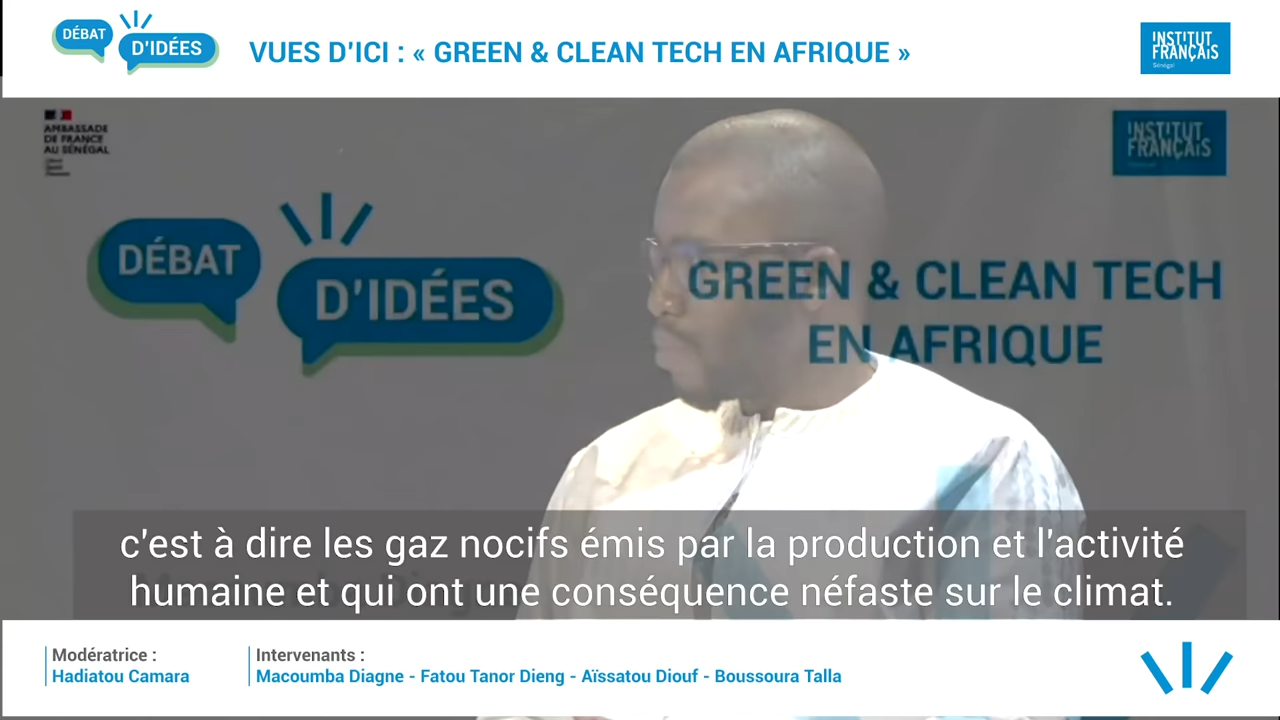 DÉBAT
D'IDÉES
VUES D'ICI : « GREEN & CLEAN TECH EN AFRIQUE »
INSTITUT
FRANÇAIS
Sénégal
AMBASSADE
DE FRANCE
AU SÉNÉGAL
INSTITUT
FRANÇAIS
DÉBAT
D'IDÉES
GREEN & CLEAN TECH
EN AFRIQUE
c'est à dire les gaz nocifs émis par la production et l'activité
humaine et qui ont une conséquence néfaste sur le climat.
Modératrice :
Hadiatou Camara
Intervenants :
Macoumba Diagne - Fatou Tanor Dieng - Aïssatou Diouf - Boussoura Talla